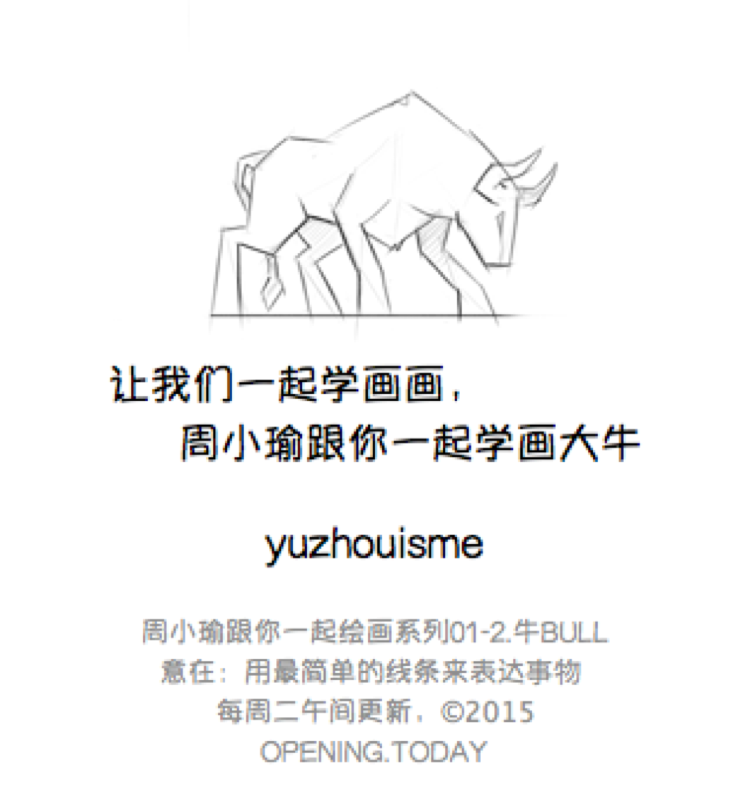 让我们一起学画画，
周小瑜跟你一起学画大牛
yuzhouisme
周小瑜跟你一起绘画系列01-2.牛BULL
意在：用最简单的线条来表达事物
每周二午间更新，©2015
OPENING.TODAY